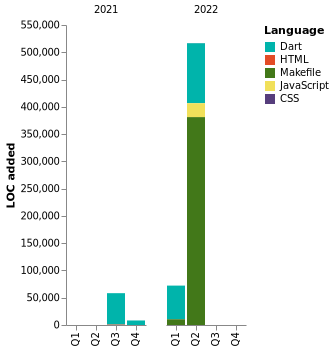 2021 2022
Language
Dart
HTML
Makefile
JavaScript
CSS
LOC added
550,000
500,000
450,000
400,000
350,000
300,000
250,000
200,000
150,000
100,000
50,000
0
Q1 Q2 Q3 Q4 Q1 Q2 Q3 Q4